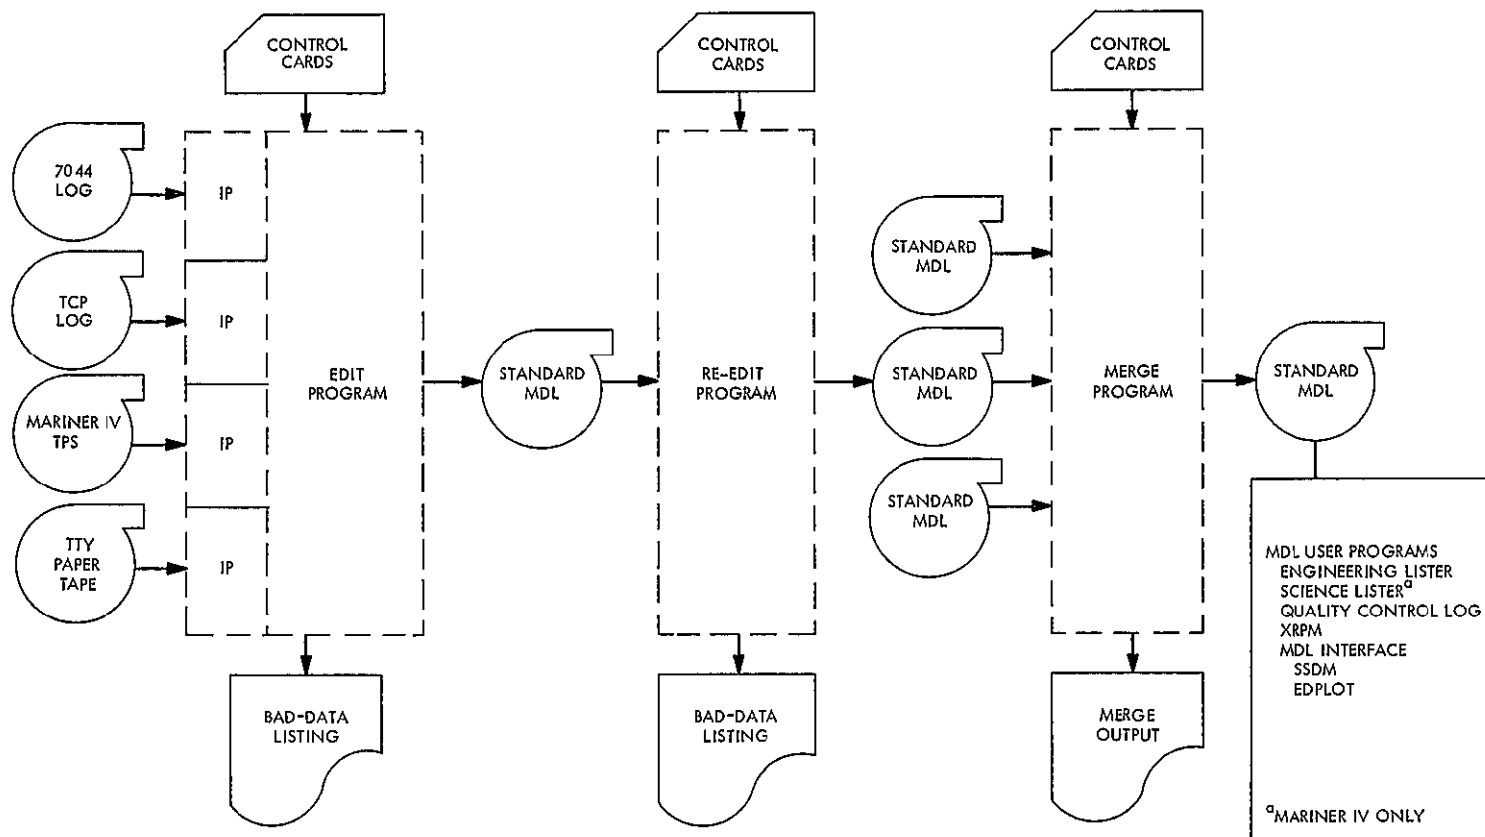 CONTROL
CARDS
CONTROL
CARDS
CONTROL
CARDS
7044
LOG
IP
TCP
LOG
IP
MARINER IV
TPS
IP
TTY
PAPER
TAPE
IP
EDIT
PROGRAM
STANDARD
MDL
RE-EDIT
PROGRAM
STANDARD
MDL
STANDARD
MDL
STANDARD
MDL
MERGE
PROGRAM
STANDARD
MDL
BAD-DATA
LISTING
BAD-DATA
LISTING
MERGE
OUTPUT
MDL USER PROGRAMS
ENGINEERING LISTER
SCIENCE LISTERa
QUALITY CONTROL LOG
XRPM
MDL INTERFACE
SSDM
EDPLOT
aMARINER IV ONLY